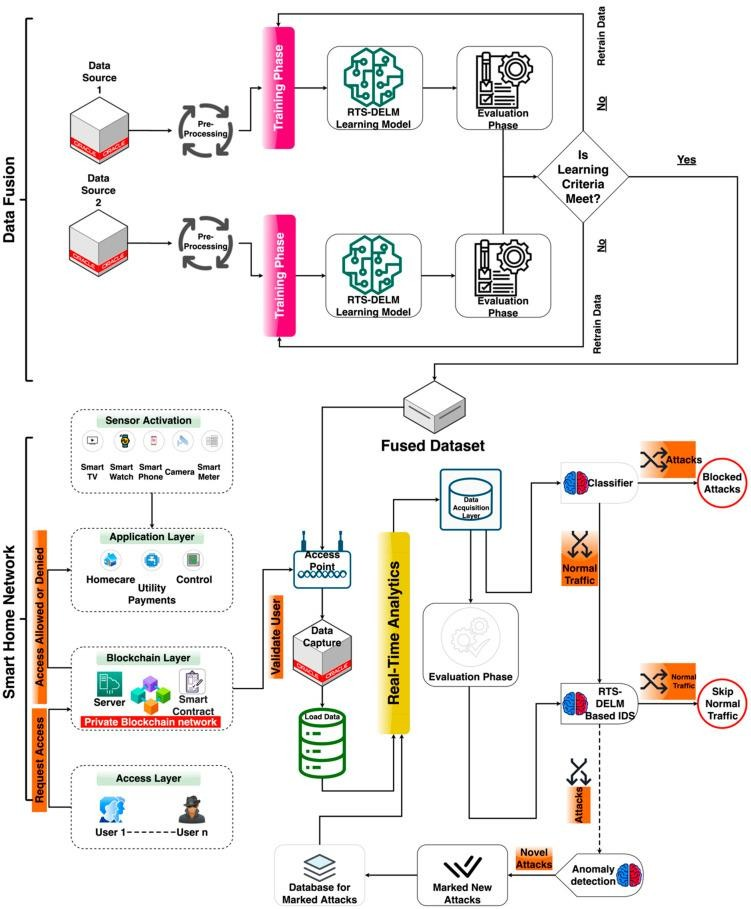 Data Fusion
Data
Source
1
ORACLE ORACLE
Pre-
Processing
Training Phase
RTS-DELM
Learning Model
Evaluation
Phase
Retrain Data
No
Is
Learning
Criteria
Meet?
Yes
Data
Source
2
ORACLE ORACLE
Pre-
Processing
Training Phase
RTS-DELM
Learning Model
Evaluation
Phase
No
Retrain Data
Fused Dataset
Smart Home Network
Sensor Activation
Smart
TV
Smart
Watch
Smart
Phone
Camera
Smart
Meter
Access Allowed or Denied
Application Layer
Homecare
Utility
Payments
Control
Blockchain Layer
Server
Smart
Contract
Private Blockchain network
Request Access
Access Layer
User 1
User n
Validate User
Access
Point
Data
Capture
ORACLE ORACLE
Load Data
Real-Time Analytics
Data
Acquisition
Layer
Evaluation Phase
Classifier
Attacks
Blocked
Attacks
Normal
Traffic
RTS-
DELM
Based IDS
Normal
Traffic
Skip
Normal
Traffic
Attacks
Anomaly
detection
Novel
Attacks
Marked New
Attacks
Database for
Marked Attacks